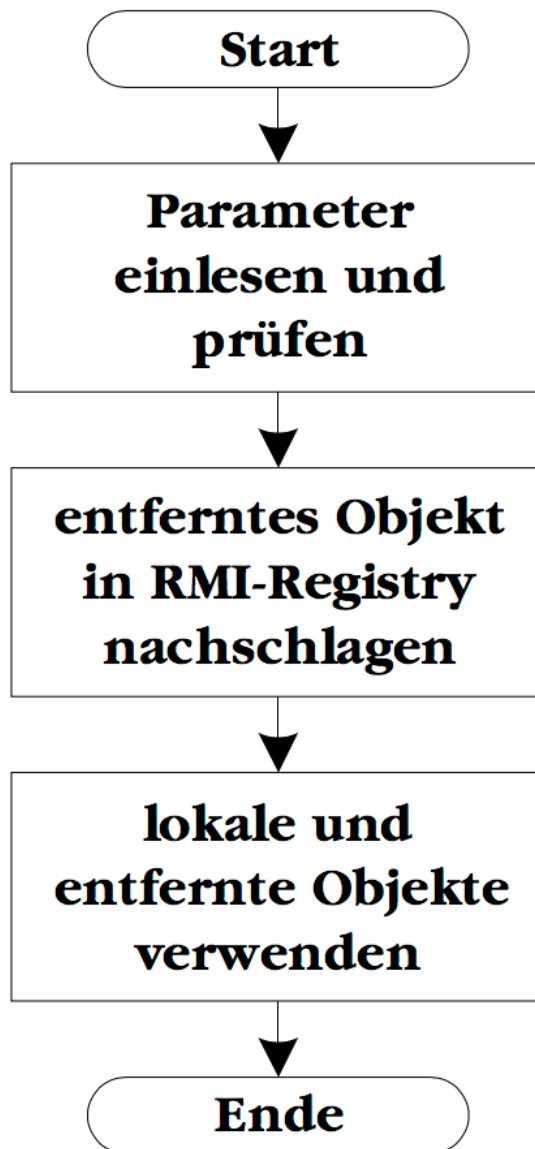 Start
Parameter
einlesen und
prüfen
entferntes Objekt
in RMI-Registry
nachschlagen
lokale und
entfernte Objekte
verwenden
Ende